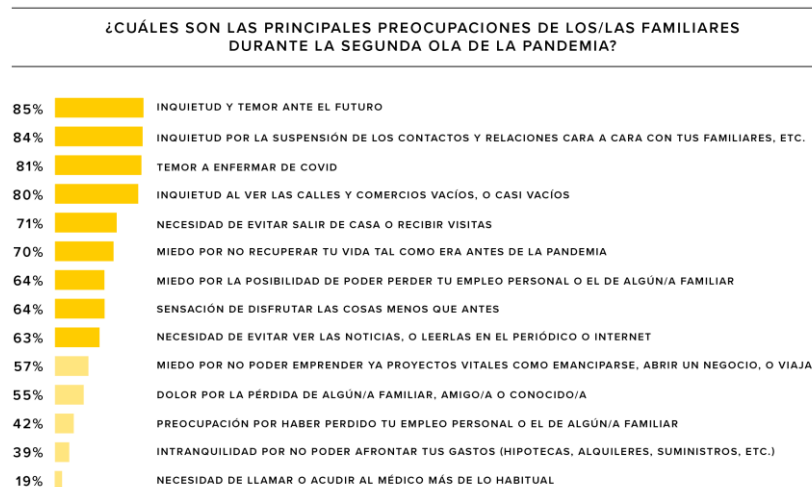 ¿CUÁLES SON LAS PRINCIPALES PREOCUPACIONES DE LOS/LAS FAMILIARES
DURANTE LA SEGUNDA OLA DE LA PANDEMIA?
85% INQUIETUD Y TEMOR ANTE EL FUTURO
84% INQUIETUD POR LA SUSPENSIÓN DE LOS CONTACTOS Y RELACIONES CARA A CARA CON TUS FAMILIARES, ETC.
81% TEMOR A ENFERMAR DE COVID
80% INQUIETUD AL VER LAS CALLES Y COMERCIOS VACÍOS, O CASI VACÍOS
71% NECESIDAD DE EVITAR SALIR DE CASA O RECIBIR VISITAS
70% MIEDO POR NO RECUPERAR TU VIDA TAL COMO ERA ANTES DE LA PANDEMIA
64% MIEDO POR LA POSIBILIDAD DE PODER PERDER TU EMPLEO PERSONAL O EL DE ALGÚN/A FAMILIAR
64% SENSACIÓN DE DISFRUTAR LAS COSAS MENOS QUE ANTES
63% NECESIDAD DE EVITAR VER LAS NOTICIAS, O LEERLAS EN EL PERIÓDICO O INTERNET
57% MIEDO POR NO PODER EMPRENDER YA PROYECTOS VITALES COMO EMANCIPARSE, ABRIR UN NEGOCIO, O VIAJA
55% DOLOR POR LA PÉRDIDA DE ALGÚN/A FAMILIAR, AMIGO/A O CONOCIDO/A
42% PREOCUPACIÓN POR HABER PERDIDO TU EMPLEO PERSONAL O EL DE ALGÚN/A FAMILIAR
39% INTRANQUILIDAD POR NO PODER AFRONTAR TUS GASTOS (HIPOTECAS, ALQUILERES, SUMINISTROS, ETC.)
19% NECESIDAD DE LLAMAR O ACUDIR AL MÉDICO MÁS DE LO HABITUAL